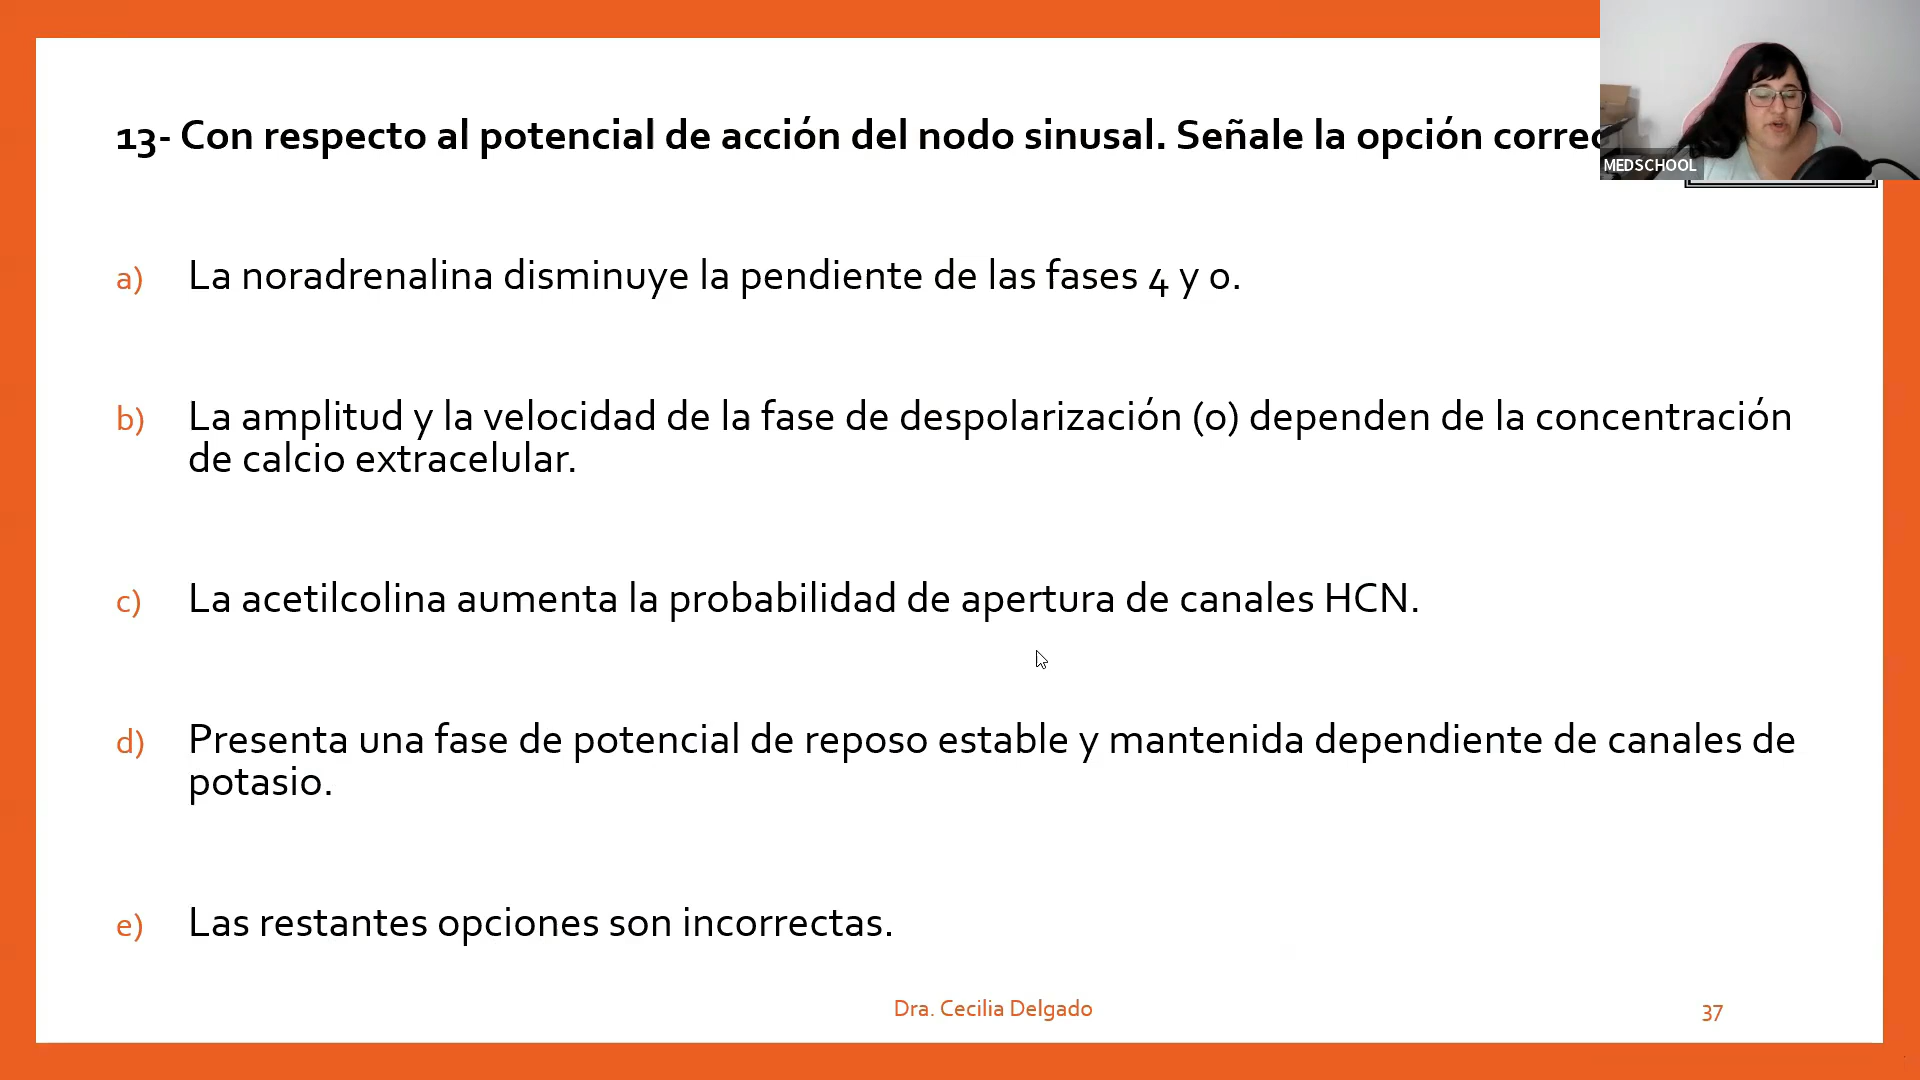 13- Con respecto al potencial de acción del nodo sinusal. Señale la opción
MEDSCHOOL
a) La noradrenalina disminuye la pendiente de las fases 4 y 0.
b) La amplitud y la velocidad de la fase de despolarización (0) dependen de la concentración
de calcio extracelular.
c) La acetilcolina aumenta la probabilidad de apertura de canales HCN.
d) Presenta una fase de potencial de reposo estable y mantenida dependiente de canales de
potasio.
e) Las restantes opciones son incorrectas.
Dra. Cecilia Delgado
37